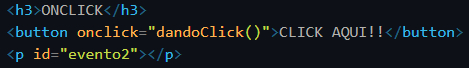 <h3>ONCLICK</h3>
<button onclick="dandoClick()">CLICK AQUI!!</button>
<p id="evento2"></p>